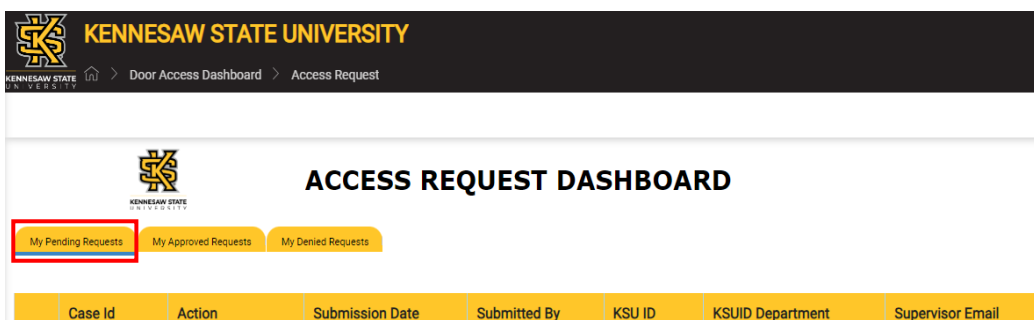 KS
KENNESAW STATE UNIVERSITY
KENNESAW STATE
UNIVERSITY
Door Access Dashboard > Access Request
KS
KENNESAW STATE
UNIVERSITY
ACCESS REQUEST DASHBOARD
My Pending Requests My Approved Requests My Denied Requests
Case Id Action Submission Date Submitted By KSU ID KSUID Department Supervisor Email